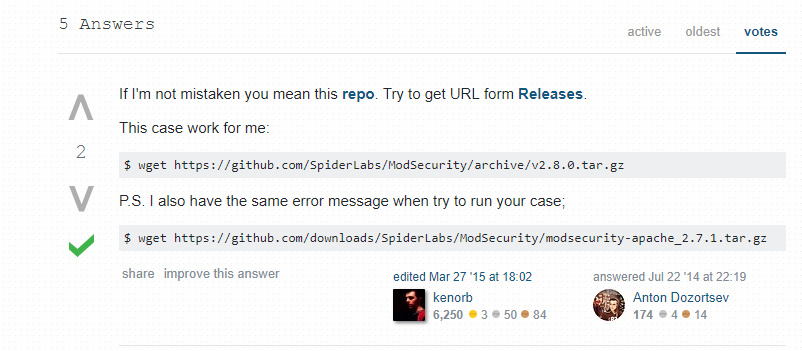 5 Answers
active oldest votes
If I'm not mistaken you mean this repo. Try to get URL form Releases.
2
This case work for me:
$ wget https://github.com/SpiderLabs/ModSecurity/archive/v2.8.0.tar.gz
P.S. I also have the same error message when try to run your case;
$ wget https://github.com/downloads/SpiderLabs/ModSecurity/modsecurity-apache_2.7.1.tar.gz
share improve this answer
edited Mar 27 '15 at 18:02
kenorb
6,250 3 50 84
answered Jul 22 '14 at 22:19
Anton Dozortsev
174 4 14